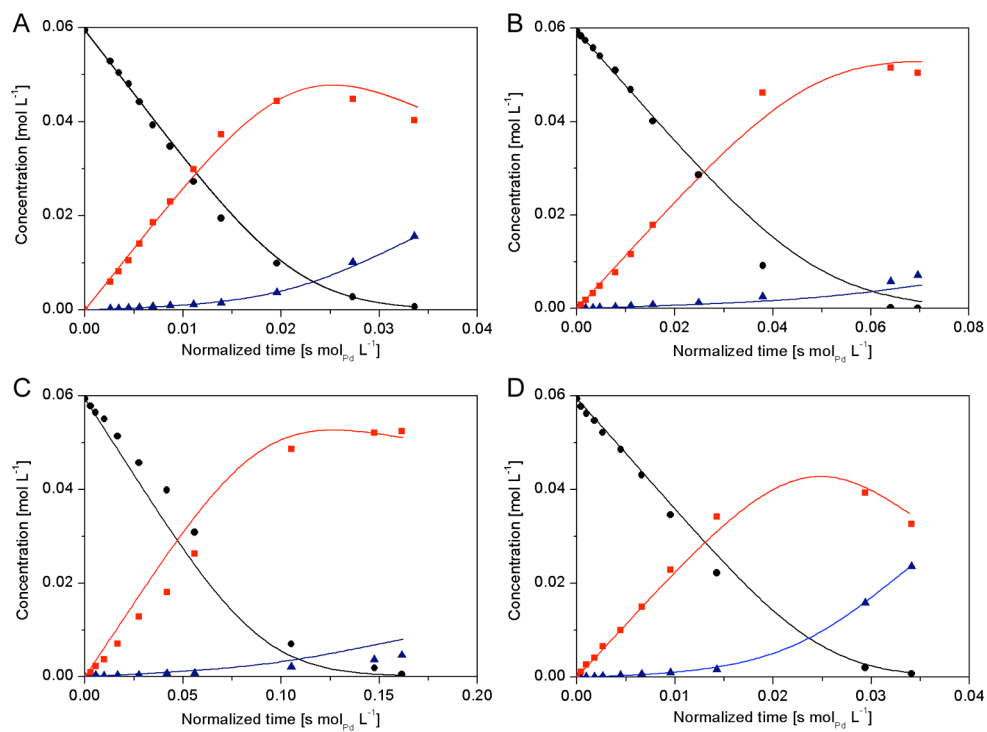 A
0.06
0.04
0.02
0.00
Concentration [mol L⁻¹]
0.00 0.01 0.02 0.03 0.04
Normalized time [s mol_Pd L⁻¹]
B
0.06
0.04
0.02
0.00
Concentration [mol L⁻¹]
0.00 0.02 0.04 0.06 0.08
Normalized time [s mol_Pd L⁻¹]
C
0.06
0.04
0.02
0.00
Concentration [mol L⁻¹]
0.00 0.05 0.10 0.15 0.20
Normalized time [s mol_Pd L⁻¹]
D
0.06
0.04
0.02
0.00
Concentration [mol L⁻¹]
0.00 0.01 0.02 0.03 0.04
Normalized time [s mol_Pd L⁻¹]